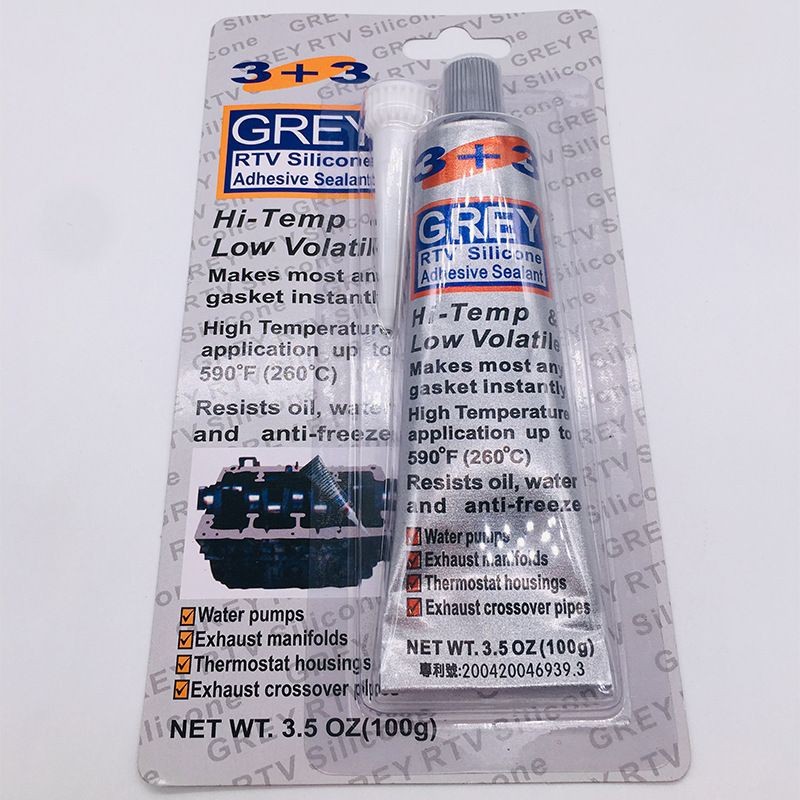 3+3
GREY
RTV Silicone
Adhesive Sealant
Hi-Temp &
Low Volatile
Makes most any
gasket instantly
High Temperature
application up to
590°F (260°C)
Resists oil, water
and anti-freeze
Water pumps
Exhaust manifolds
Thermostat housings
Exhaust crossover pipes
NET WT. 3.5 OZ(100g)
3+3
GREY
RTV Silicone
Adhesive Sealant
Hi-Temp &
Low Volatile
Makes most any
gasket instantly
High Temperature
application up to
590°F (260°C)
Resists oil, water
and anti-freeze
Water pumps
Exhaust manifolds
Thermostat housings
Exhaust crossover pipes
NET WT. 3.5 OZ (100g)
專利號:200420046939.3
GREY RTV Silicone